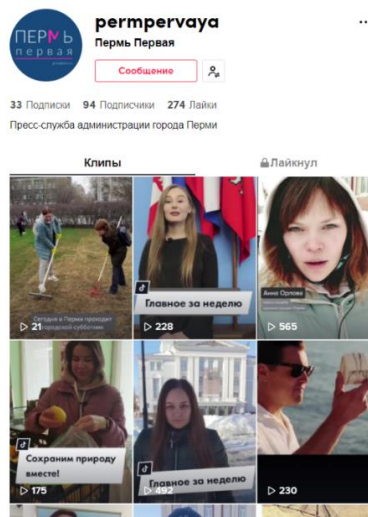 ПЕРМЬ
первая
permpervaya
Пермь Первая
Сообщение
33 Подписки 94 Подписчики 274 Лайки
Пресс-служба администрации города Перми
Клипы
Лайкнул
Сегодня в Перми проходит
городской субботник
21
Главное за неделю
228
Анна Орлова
565
Сохраним природу
вместе!
175
Главное за неделю
492
230